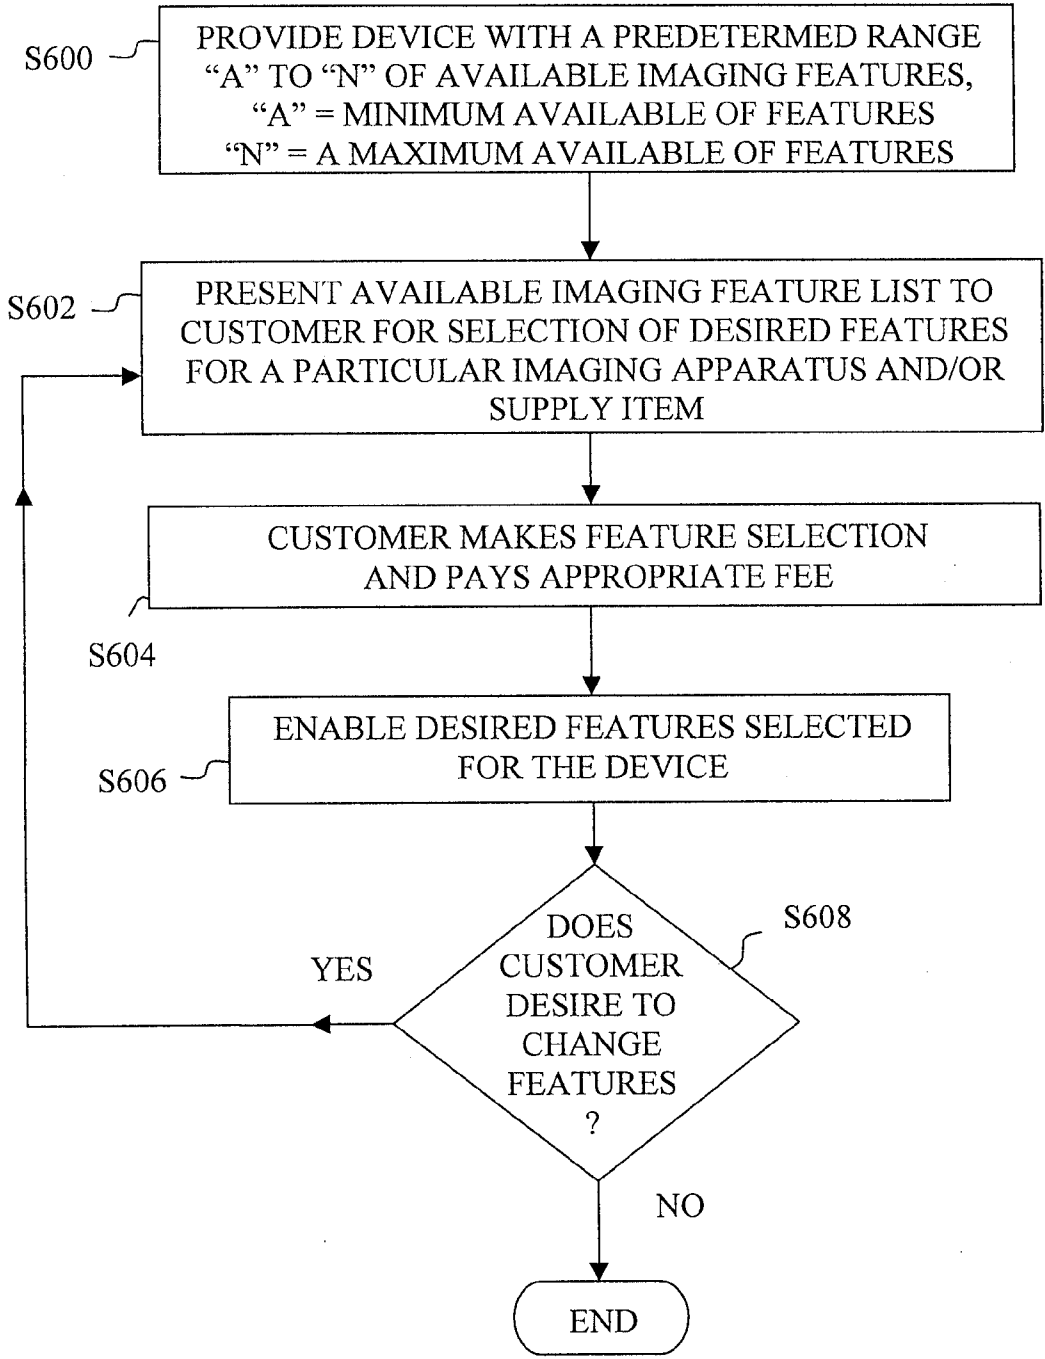 S600
PROVIDE DEVICE WITH A PREDETERMED RANGE
“A” TO “N” OF AVAILABLE IMAGING FEATURES,
“A” = MINIMUM AVAILABLE OF FEATURES
“N” = A MAXIMUM AVAILABLE OF FEATURES
S602
PRESENT AVAILABLE IMAGING FEATURE LIST TO
CUSTOMER FOR SELECTION OF DESIRED FEATURES
FOR A PARTICULAR IMAGING APPARATUS AND/OR
SUPPLY ITEM
CUSTOMER MAKES FEATURE SELECTION
AND PAYS APPROPRIATE FEE
S604
ENABLE DESIRED FEATURES SELECTED
FOR THE DEVICE
S606
S608
DOES
CUSTOMER
DESIRE TO
CHANGE
FEATURES
?
YES
NO
END